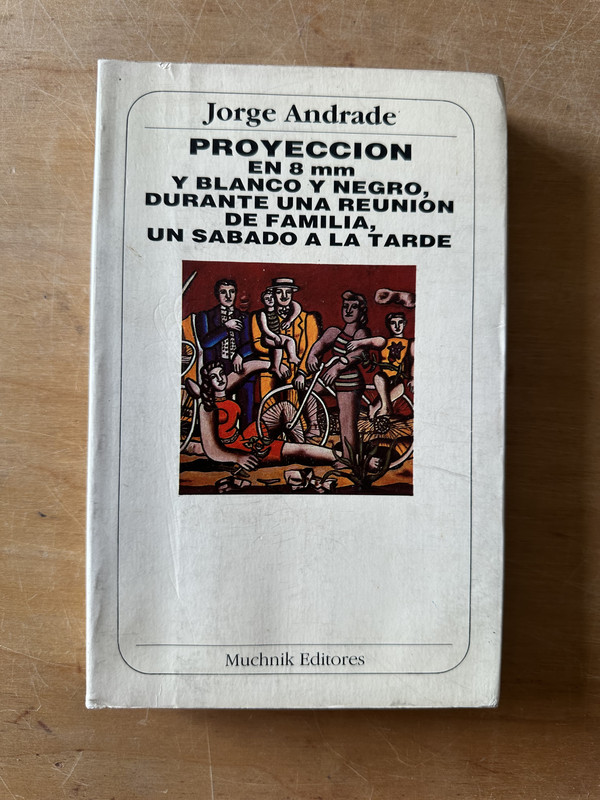 Jorge Andrade
PROYECCION
EN 8 mm
Y BLANCO Y NEGRO,
DURANTE UNA REUNION
DE FAMILIA,
UN SABADO A LA TARDE
Muchnik Editores